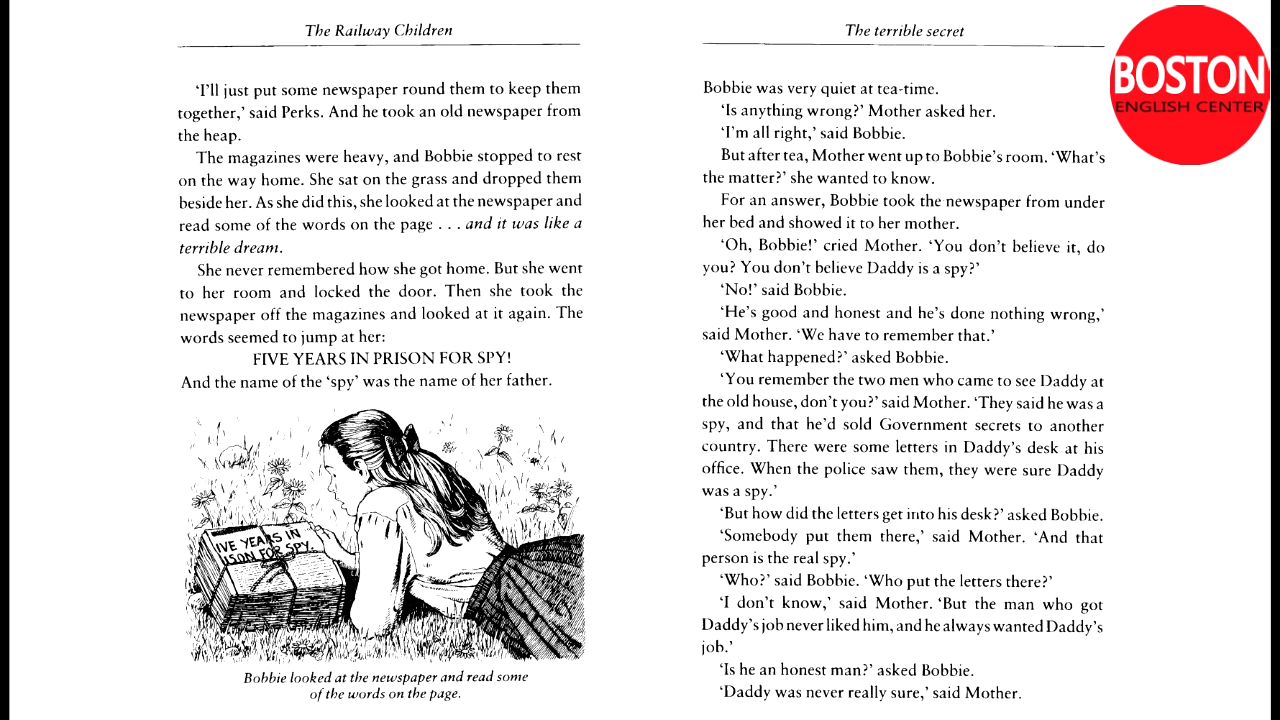 The Railway Children
‘I’ll just put some newspaper round them to keep them
together,’ said Perks. And he took an old newspaper from
the heap.
The magazines were heavy, and Bobbie stopped to rest
on the way home. She sat on the grass and dropped them
beside her. As she did this, she looked at the newspaper and
read some of the words on the page . . . and it was like a
terrible dream.
She never remembered how she got home. But she went
to her room and locked the door. Then she took the
newspaper off the magazines and looked at it again. The
words seemed to jump at her:
FIVE YEARS IN PRISON FOR SPY!
And the name of the ‘spy’ was the name of her father.
IVE YEARS IN
ISON FOR SPY.
Bobbie looked at the newspaper and read some
of the words on the page.
The terrible secret
Bobbie was very quiet at tea-time.
‘Is anything wrong?’ Mother asked her.
‘I’m all right,’ said Bobbie.
But after tea, Mother went up to Bobbie’s room. ‘What’s
the matter?’ she wanted to know.
For an answer, Bobbie took the newspaper from under
her bed and showed it to her mother.
‘Oh, Bobbie!’ cried Mother. ‘You don’t believe it, do
you? You don’t believe Daddy is a spy?’
‘No!’ said Bobbie.
‘He’s good and honest and he’s done nothing wrong,’
said Mother. ‘We have to remember that.’
‘What happened?’ asked Bobbie.
‘You remember the two men who came to see Daddy at
the old house, don’t you?’ said Mother. ‘They said he was a
spy, and that he’d sold Government secrets to another
country. There were some letters in Daddy’s desk at his
office. When the police saw them, they were sure Daddy
was a spy.’
‘But how did the letters get into his desk?’ asked Bobbie.
‘Somebody put them there,’ said Mother. ‘And that
person is the real spy.’
‘Who?’ said Bobbie. ‘Who put the letters there?’
‘I don’t know,’ said Mother. ‘But the man who got
Daddy’s job never liked him, and he always wanted Daddy’s
job.’
‘Is he an honest man?’ asked Bobbie.
‘Daddy was never really sure,’ said Mother.
BOSTON
ENGLISH CENTER